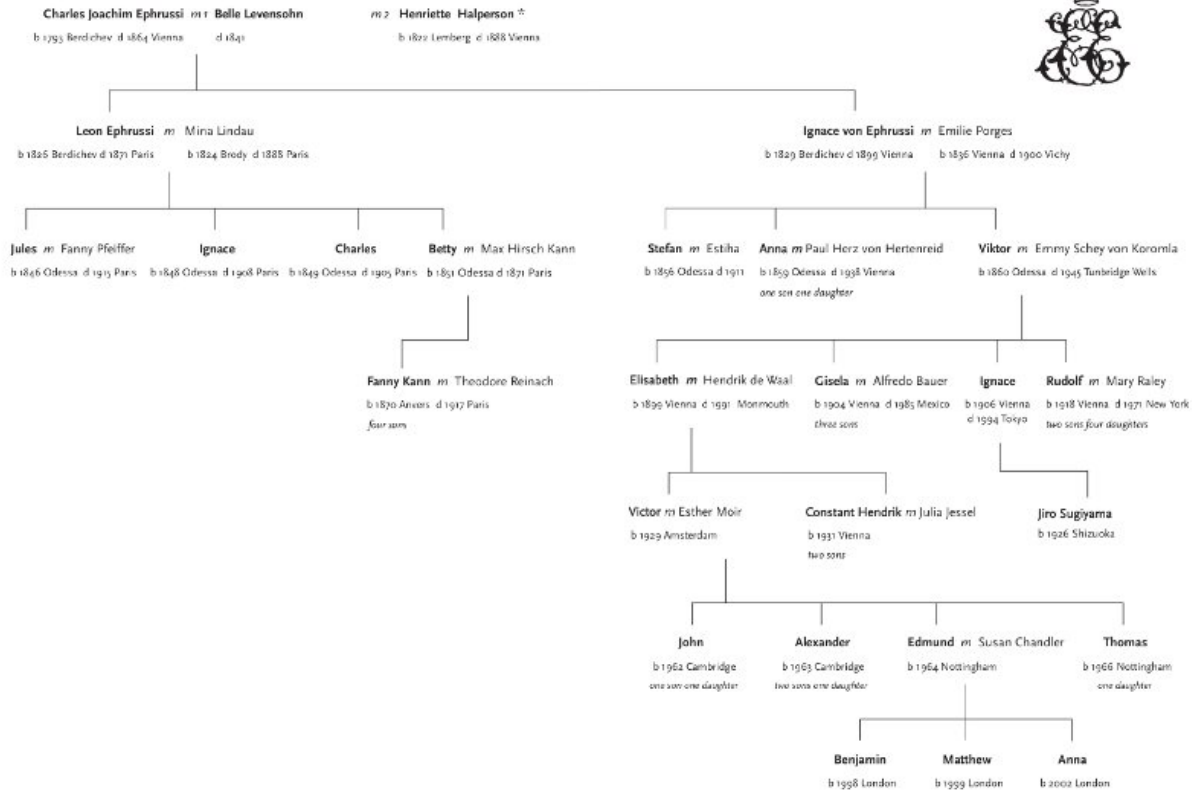 Charles Joachim Ephrussi m 1 Belle Levensohn m 2 Henriette Halperson *
b 1793 Berdichev d 1864 Vienna d 1841 b 1822 Lemberg d 1888 Vienna
Leon Ephrussi m Mina Lindau Ignace von Ephrussi m Emilie Porges
b 1826 Berdichev d 1871 Paris b 1824 Brody d 1888 Paris b 1829 Berdichev d 1899 Vienna b 1836 Vienna d 1900 Vichy
Jules m Fanny Pfeiffer Ignace Charles Betty m Max Hirsch Kann Stefan m Estiha Anna m Paul Herz von Hertenreid Viktor m Emmy Schey von Koromla
b 1846 Odessa d 1915 Paris b 1848 Odessa d 1908 Paris b 1849 Odessa d 1905 Paris b 1851 Odessa d 1871 Paris b 1856 Odessa d 1911 b 1859 Odessa d 1938 Vienna b 1860 Odessa d 1945 Tunbridge Wells
one son one daughter
Fanny Kann m Theodore Reinach Elisabeth m Hendrik de Waal Gisela m Alfredo Bauer Ignace Rudolf m Mary Raley
b 1870 Anvers d 1917 Paris b 1899 Vienna d 1991 Monmouth b 1904 Vienna d 1985 Mexico b 1906 Vienna b 1918 Vienna d 1971 New York
d 1994 Tokyo
four sons three sons two sons four daughters
Victor m Esther Moir Constant Hendrik m Julia Jessel Jiro Sugiyama
b 1929 Amsterdam b 1931 Vienna b 1926 Shizuoka
two sons
John Alexander Edmund m Susan Chandler Thomas
b 1962 Cambridge b 1963 Cambridge b 1964 Nottingham b 1966 Nottingham
one son one daughter two sons one daughter one daughter
Benjamin Matthew Anna
b 1998 London b 1999 London b 2002 London